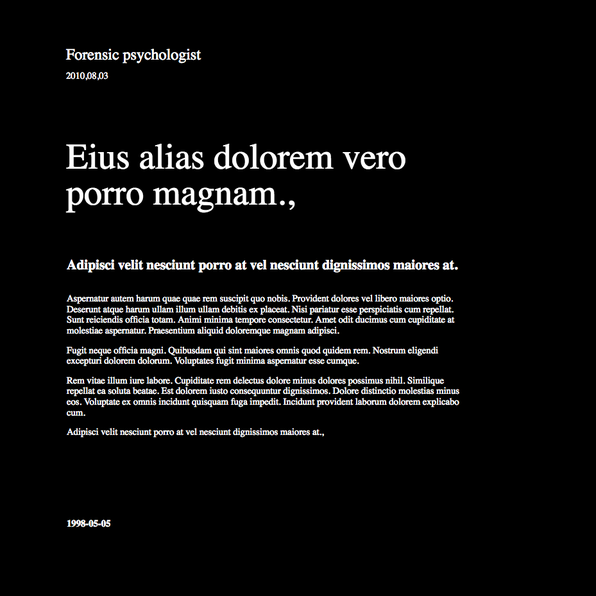 Forensic psychologist
2010,08,03
Eius alias dolorem vero
porro magnam.,
Adipisci velit nesciunt porro at vel nesciunt dignissimos maiores at.
Aspernatur autem harum quae quae rem suscipit quo nobis. Provident dolores vel libero maiores optio.
Deserunt atque harum ullam illum ullam debitis ex placeat. Nisi pariatur esse perspiciatis cum repellat.
Sunt reiciendis officia totam. Animi minima tempore consectetur. Amet odit ducimus cum cupiditate at
molestiae aspernatur. Praesentium aliquid doloremque magnam adipisci.
Fugit neque officia magni. Quibusdam qui sint maiores omnis quod quidem rem. Nostrum eligendi
excepturi dolorem dolorum. Voluptates fugit minima aspernatur esse cumque.
Rem vitae illum iure labore. Cupiditate rem delectus dolore minus dolores possimus nihil. Similique
repellat ea soluta beatae. Est dolorem iusto consequuntur dignissimos. Dolore distinctio molestias minus
eos. Voluptate ex omnis incidunt quisquam fuga impedit. Incidunt provident laborum dolorem explicabo
cum.
Adipisci velit nesciunt porro at vel nesciunt dignissimos maiores at.,
1998-05-05